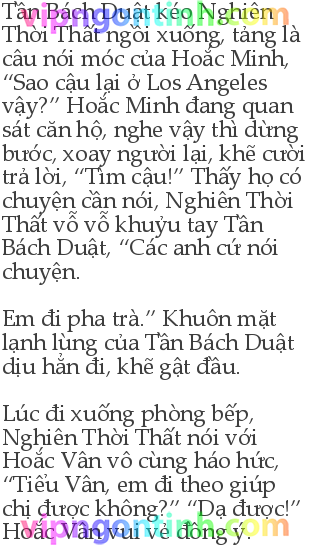 Tần Bách Duật kéo Nghiên
Thời Thất ngồi xuống, tảng lờ
câu nói móc của Hoắc Minh,
“Sao cậu lại ở Los Angeles
vậy?” Hoắc Minh đang quan
sát căn hộ, nghe vậy thì dừng
bước, xoay người lại, khẽ cười
trả lời, “Tìm cậu!” Thấy họ có
chuyện cần nói, Nghiên Thời
Thất vỗ vỗ khuỷu tay Tần
Bách Duật, “Các anh cứ nói
chuyện.
Em đi pha trà.” Khuôn mặt
lạnh lùng của Tần Bách Duật
dịu hẳn đi, khẽ gật đầu.
Lúc đi xuống phòng bếp,
Nghiên Thời Thất nói với
Hoắc Vân vô cùng háo hức,
“Tiểu Vân, em đi theo giúp
chị được không?” “Dạ được!”
Hoắc Vân vui vẻ đồng ý.
vipngontinh.com
vipngontinh.com